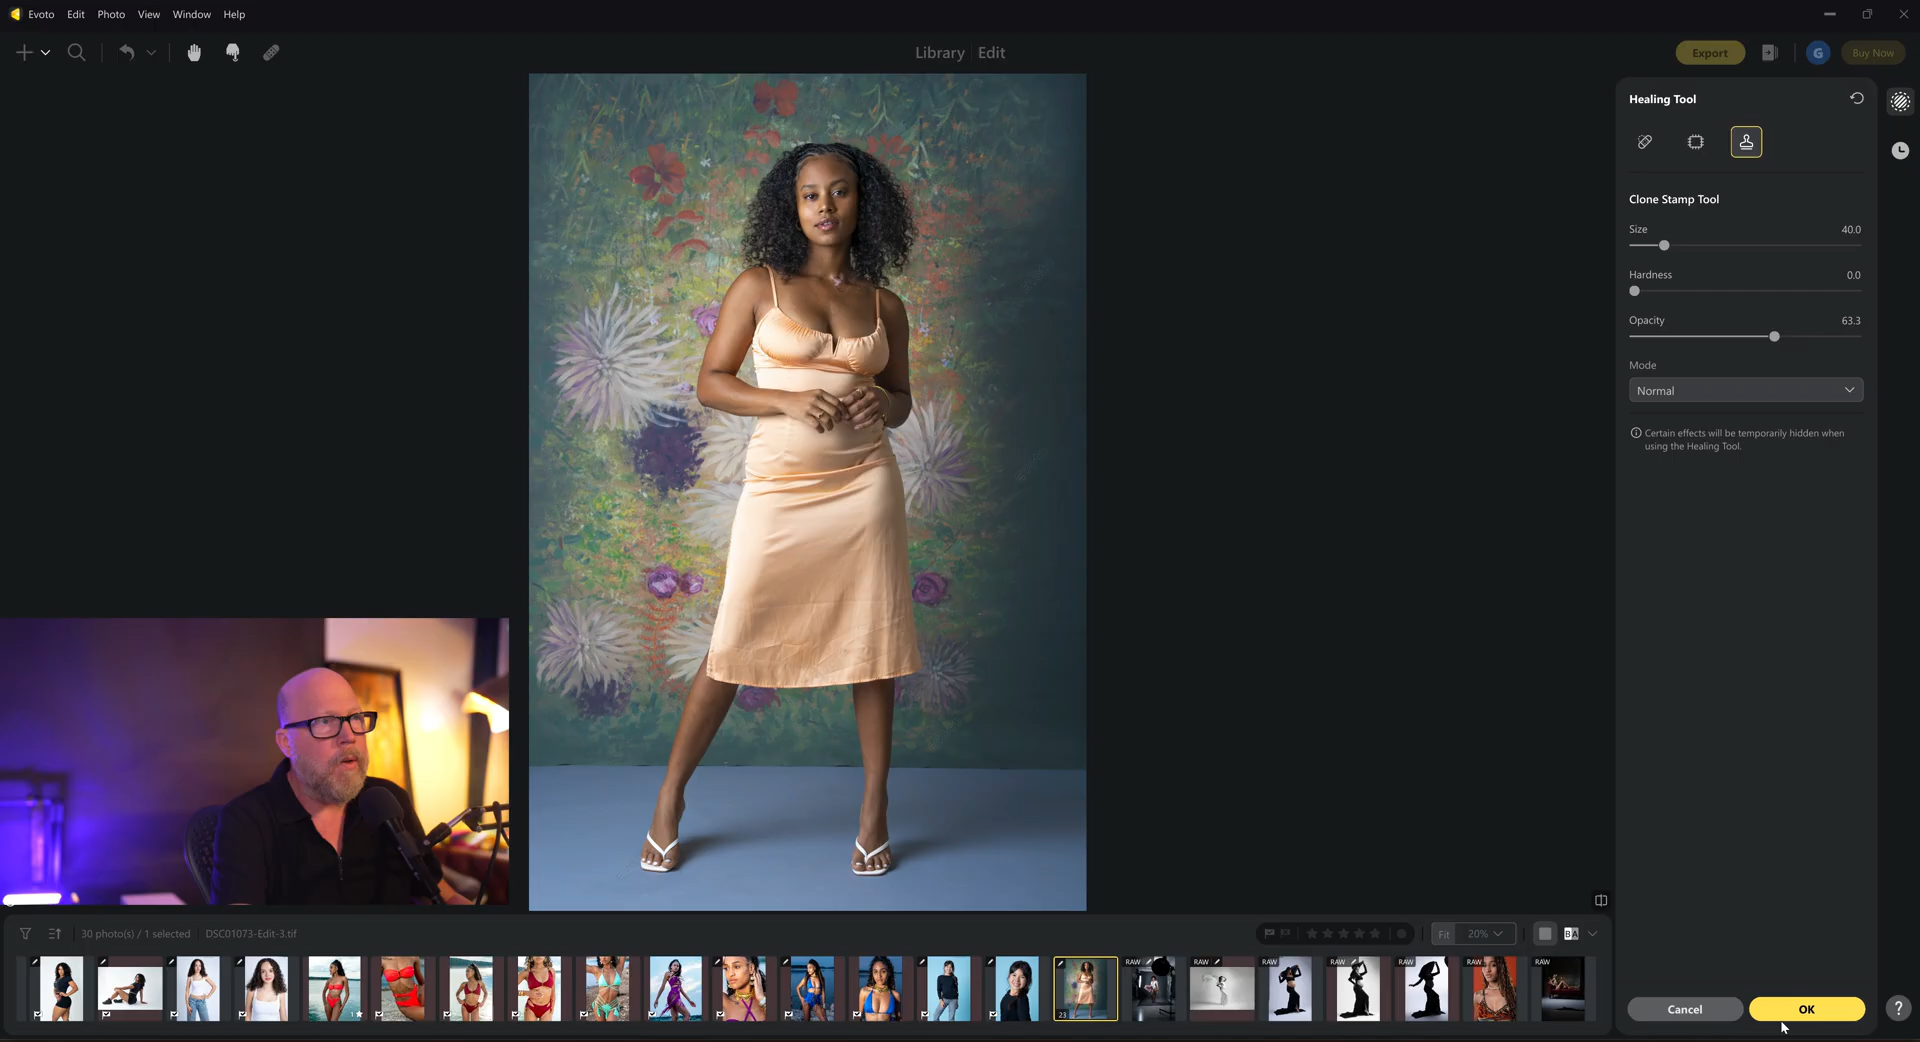 Evoto Edit Photo View Window Help
Library Edit
Export
G
Buy Now
Healing Tool
Clone Stamp Tool
Size 40.0
Hardness 0.0
Opacity 63.3
Mode
Normal
Certain effects will be temporarily hidden when
using the Healing Tool.
30 photo(s) / 1 selected DSC01073-Edit-3.tif
Fit 20%
BA
RAW RAW RAW RAW RAW RAW RAW
1
23
Cancel OK
?